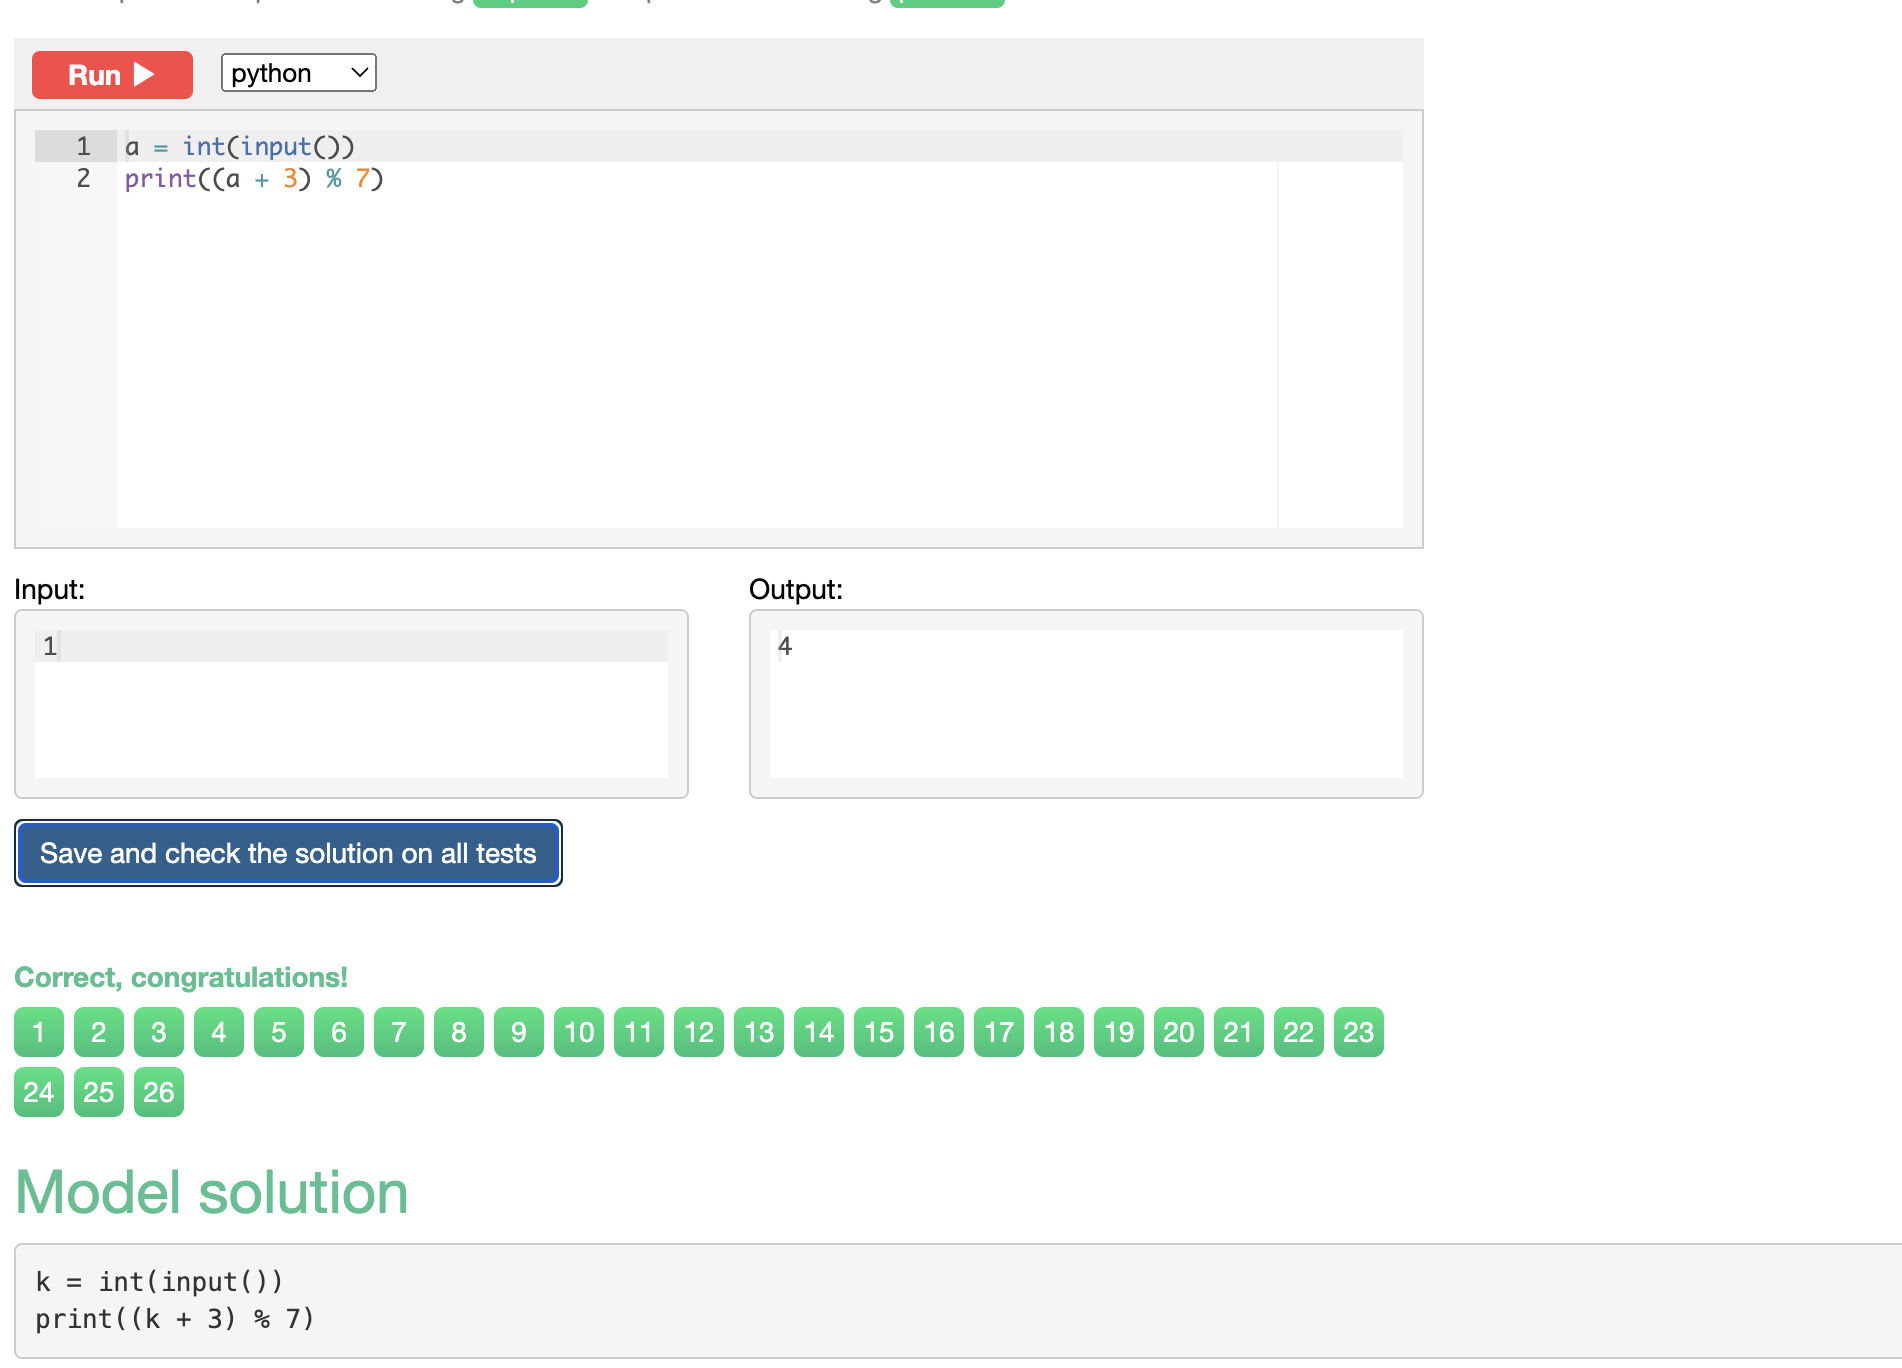 Run
python
1 a = int(input())
2 print((a + 3) % 7)
Input:
Output:
1
4
Save and check the solution on all tests
Correct, congratulations!
1 2 3 4 5 6 7 8 9 10 11 12 13 14 15 16 17 18 19 20 21 22 23
24 25 26
Model solution
k = int(input())
print((k + 3) % 7)